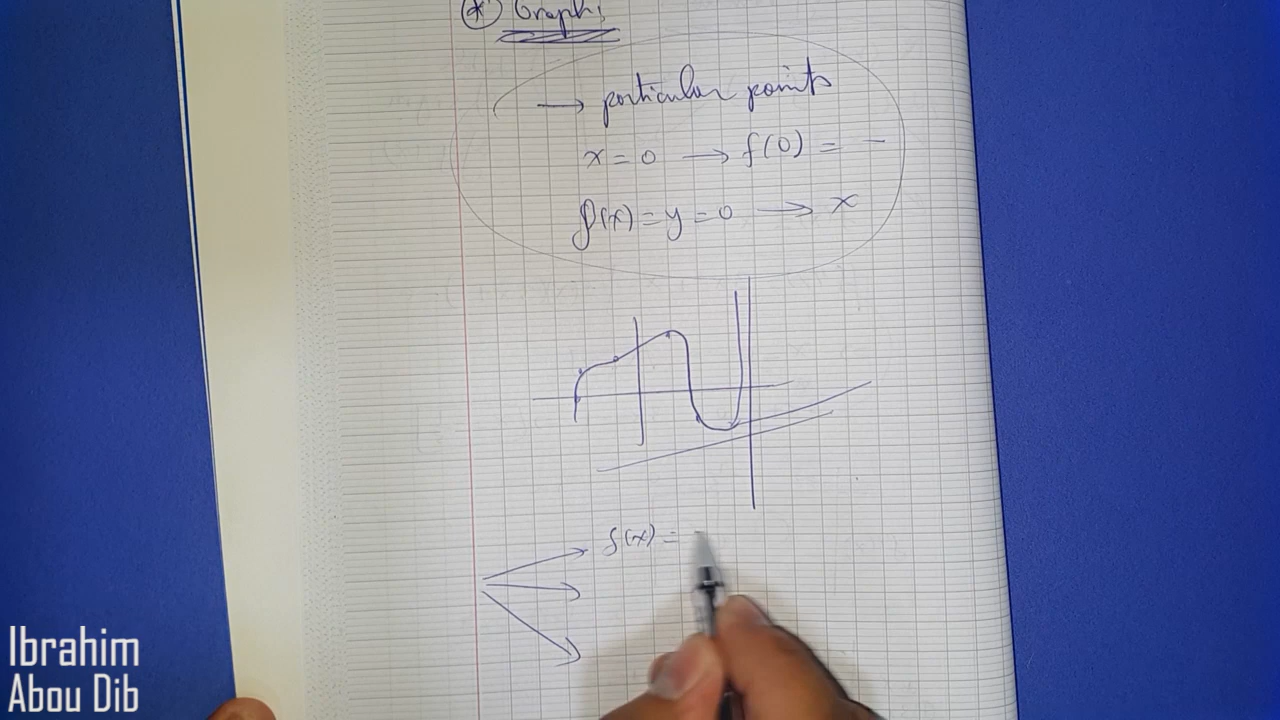 * Graph:
→ particular points
x = 0 → f(0) = -
f(x) = y = 0 → x
f(x) =
Ibrahim
Abou Dib